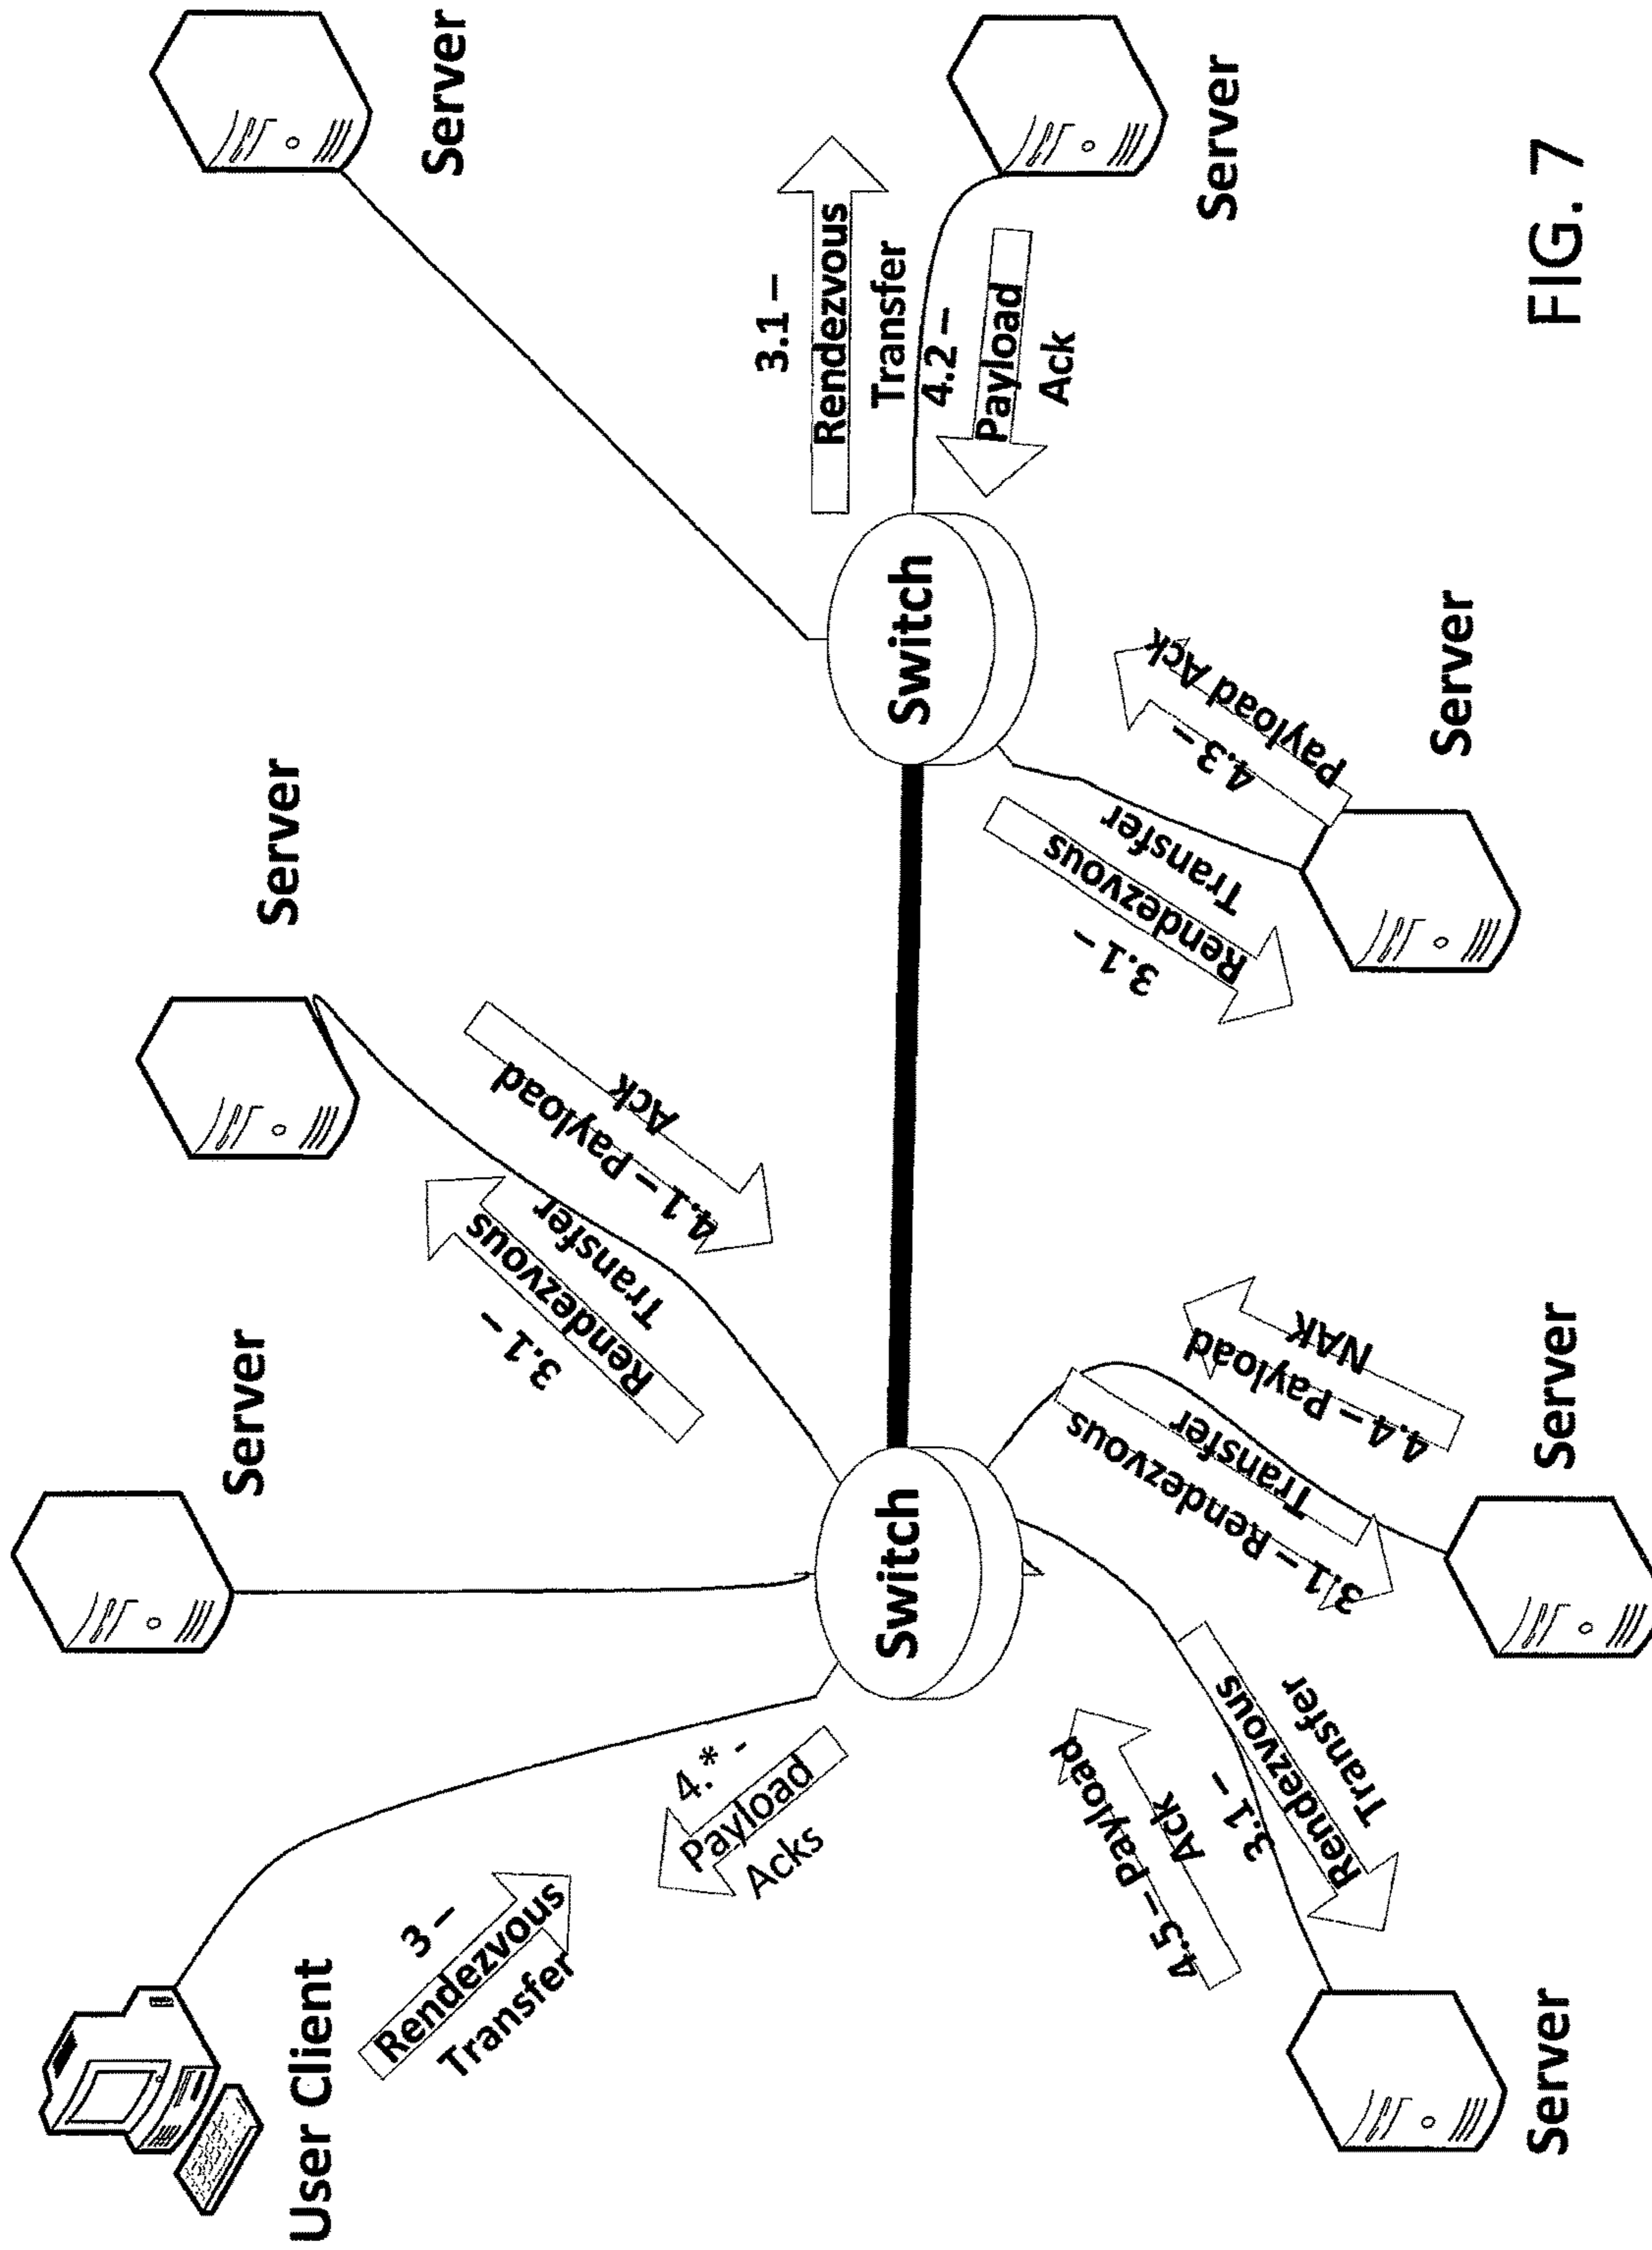 User Client
3 –
Rendezvous
Transfer
4.* -
Payload
Acks
Server
Server
3.1 –
Rendezvous
Transfer
4.1 – Payload
Ack
Server
Switch
Switch
3.1 –
Rendezvous
Transfer
4.2 –
Payload
Ack
Server
4.5 – Payload
Ack
3.1 –
Rendezvous
Transfer
Server
4.4 – Payload
NAK
3.1 – Rendezvous
Transfer
Server
3.1 –
Rendezvous
Transfer
4.3 –
Payload Ack
Server
FIG. 7